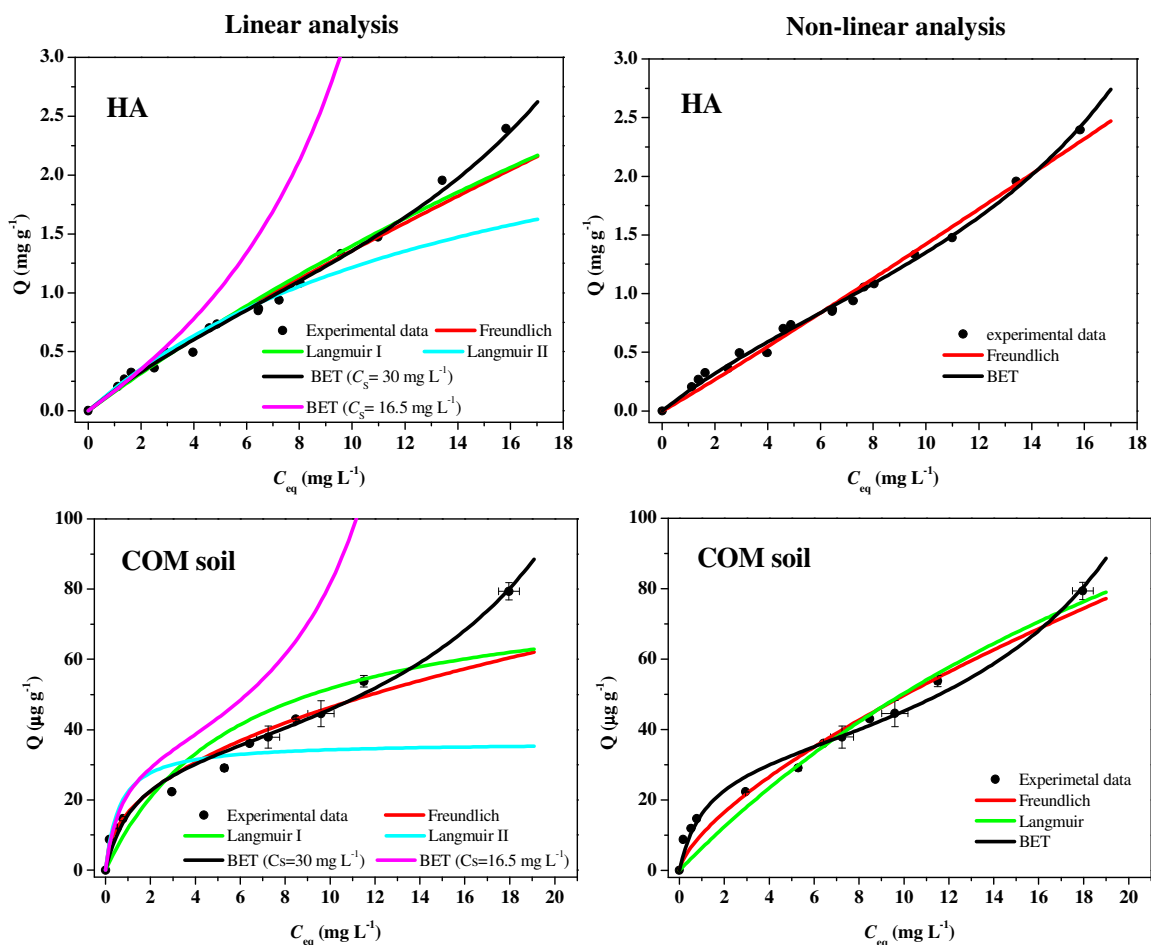 Linear analysis
Non-linear analysis
3.0
2.5
2.0
1.5
1.0
0.5
0.0
Q (mg g-1)
HA
Experimental data
Freundlich
Langmuir I
Langmuir II
BET (CS= 30 mg L-1)
BET (CS= 16.5 mg L-1)
0 2 4 6 8 10 12 14 16 18
Ceq (mg L-1)
3.0
2.5
2.0
1.5
1.0
0.5
0.0
Q (mg g-1)
HA
experimental data
Freundlich
BET
0 2 4 6 8 10 12 14 16 18
Ceq (mg L-1)
100
80
60
40
20
0
Q (µg g-1)
COM soil
Experimental data
Freundlich
Langmuir I
Langmuir II
BET (Cs=30 mg L-1)
BET (Cs=16.5 mg L-1)
0 2 4 6 8 10 12 14 16 18 20
Ceq (mg L-1)
100
80
60
40
20
0
Q (µg g-1)
COM soil
Experimetal data
Freundlich
Langmuir
BET
0 2 4 6 8 10 12 14 16 18 20
Ceq (mg L-1)